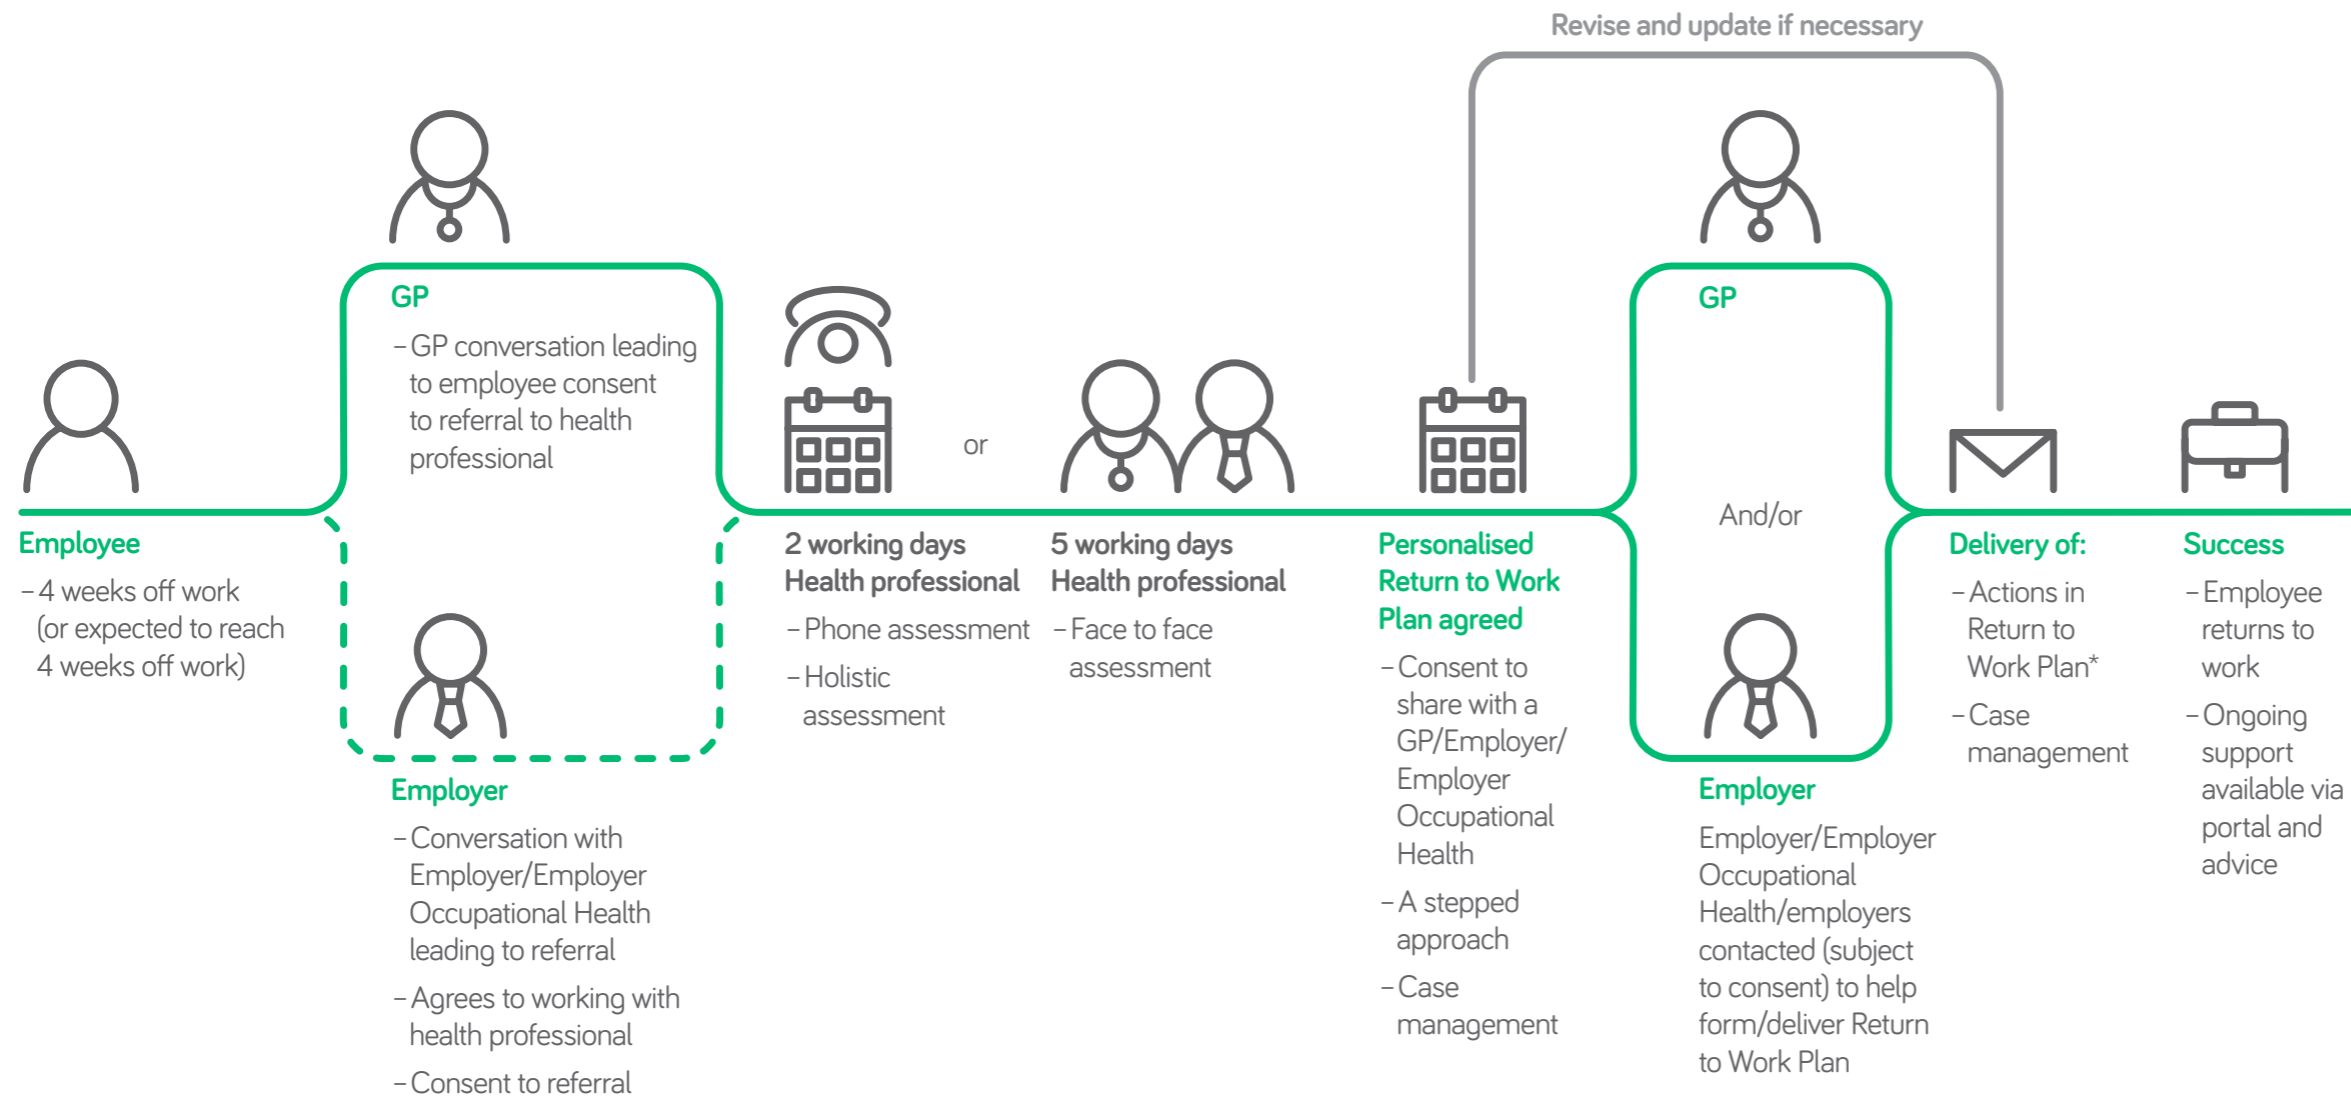 Revise and update if necessary
Employee
– 4 weeks off work
(or expected to reach
4 weeks off work)
GP
– GP conversation leading
to employee consent
to referral to health
professional
Employer
– Conversation with
Employer/Employer
Occupational Health
leading to referral
– Agrees to working with
health professional
– Consent to referral
2 working days
Health professional
– Phone assessment
– Holistic
assessment
or
5 working days
Health professional
– Face to face
assessment
Personalised
Return to Work
Plan agreed
– Consent to
share with a
GP/Employer/
Employer
Occupational
Health
– A stepped
approach
– Case
management
GP
And/or
Employer
Employer/Employer
Occupational
Health/employers
contacted (subject
to consent) to help
form/deliver Return
to Work Plan
Delivery of:
– Actions in
Return to
Work Plan*
– Case
management
Success
– Employee
returns to
work
– Ongoing
support
available via
portal and
advice